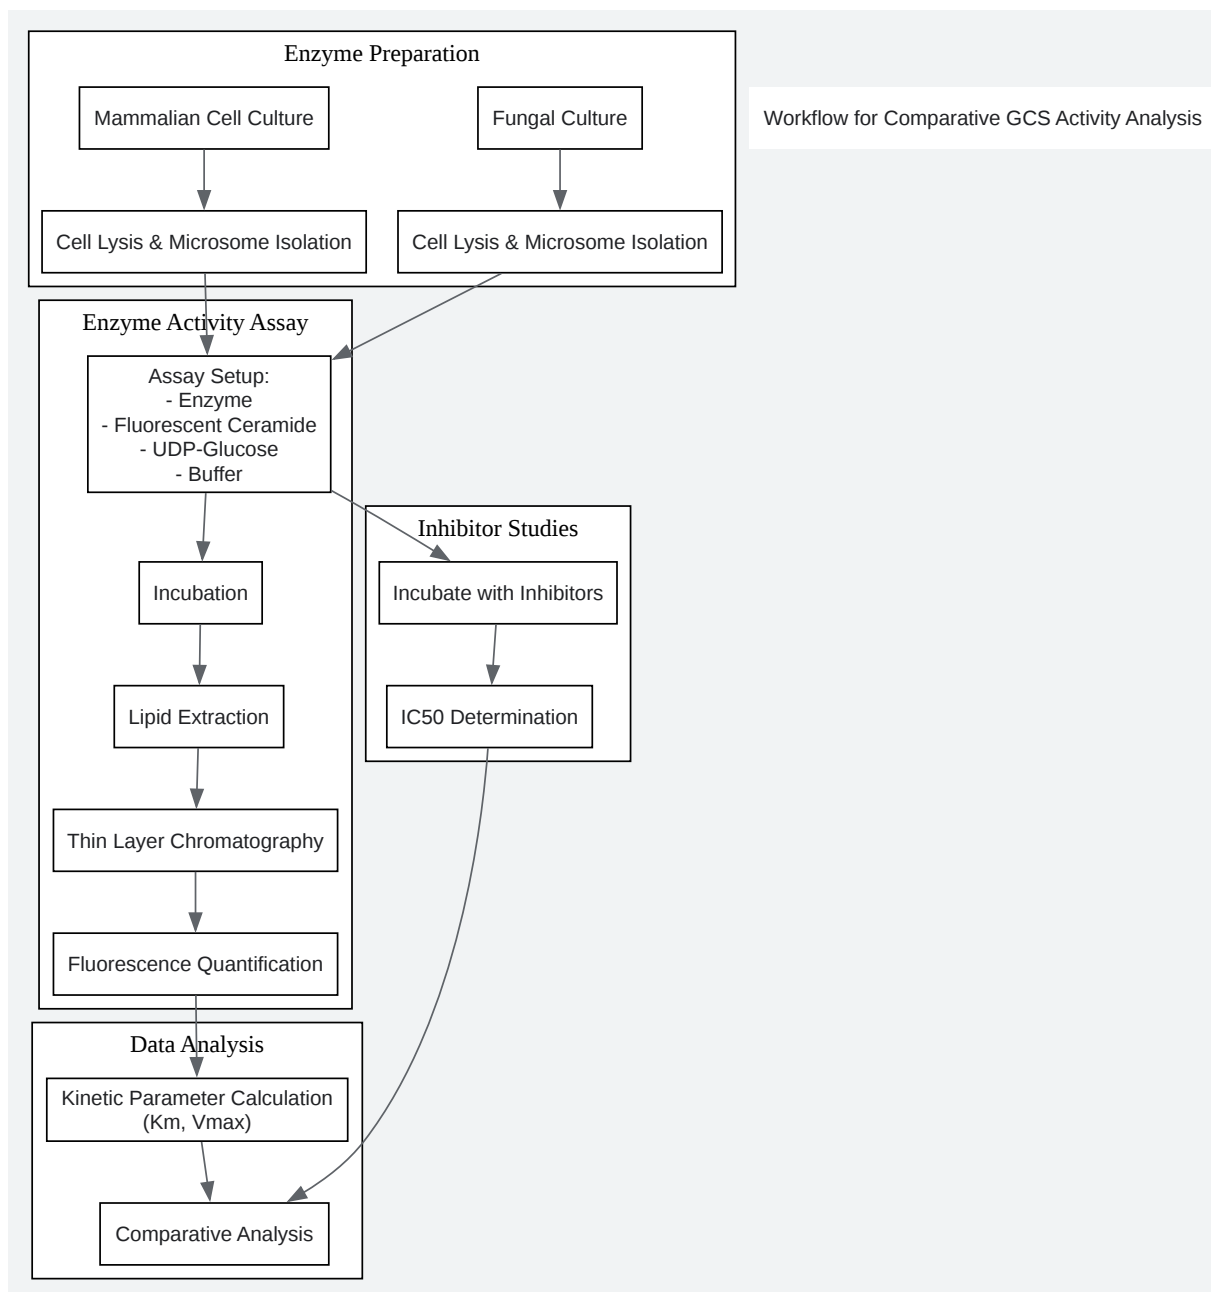 Enzyme Preparation
Mammalian Cell Culture
Fungal Culture
Workflow for Comparative GCS Activity Analysis
Cell Lysis & Microsome Isolation
Cell Lysis & Microsome Isolation
Enzyme Activity Assay
Assay Setup:
- Enzyme
- Fluorescent Ceramide
- UDP-Glucose
- Buffer
Inhibitor Studies
Incubation
Incubate with Inhibitors
Lipid Extraction
IC50 Determination
Thin Layer Chromatography
Fluorescence Quantification
Data Analysis
Kinetic Parameter Calculation
(Km, Vmax)
Comparative Analysis